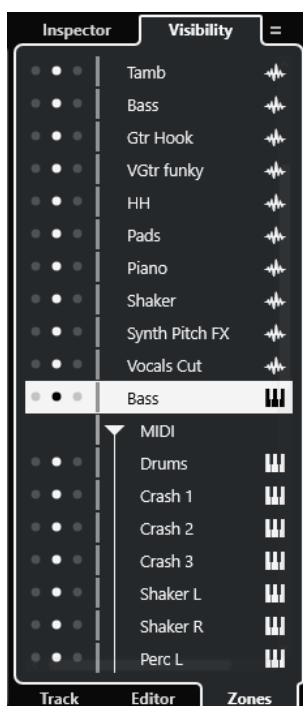 Inspector Visibility
Tamb
Bass
Gtr Hook
VGtr funky
HH
Pads
Piano
Shaker
Synth Pitch FX
Vocals Cut
Bass
MIDI
Drums
Crash 1
Crash 2
Crash 3
Shaker L
Shaker R
Perc L
Track Editor Zones